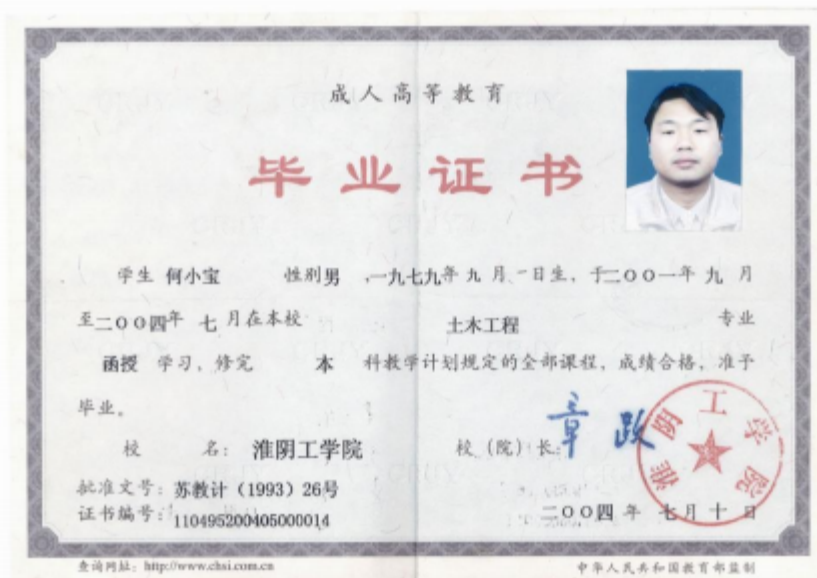 成人高等教育
毕业证书
学生 何小宝 性别男 ,一九七九年 九 月 一日生，于二〇〇一年 九 月
至二〇〇四年 七 月在本校 土木工程 专业
函授 学习，修完 本 科教学计划规定的全部课程，成绩合格，准予
毕业。
校 名： 淮阴工学院 校（院）长： 章政
淮阴工学院
批准文号：苏教计（1993）26号
证书编号：110495200405000014 二〇〇四 年 七月 十 日
查询网址：http://www.chsi.com.cn 中华人民共和国教育部监制